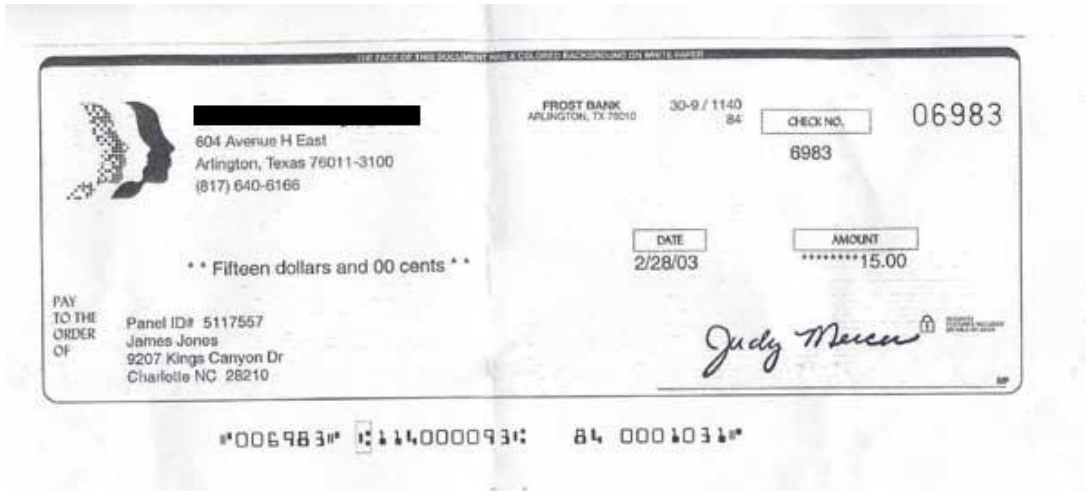 THE FACE OF THIS DOCUMENT HAS A COLORED BACKGROUND ON WHITE PAPER
604 Avenue H East
Arlington, Texas 76011-3100
(817) 640-6166
FROST BANK
ARLINGTON, TX 76010
30-9 / 1140
84
CHECK NO.
6983
06983
DATE
2/28/03
AMOUNT
********15.00
* * Fifteen dollars and 00 cents * *
PAY
TO THE
ORDER
OF
Panel ID# 5117557
James Jones
9207 Kings Canyon Dr
Charlotte NC 28210
Judy Mercer
MP
⑈006983⑈ ⑆114000093⑆ 84 0001031⑈